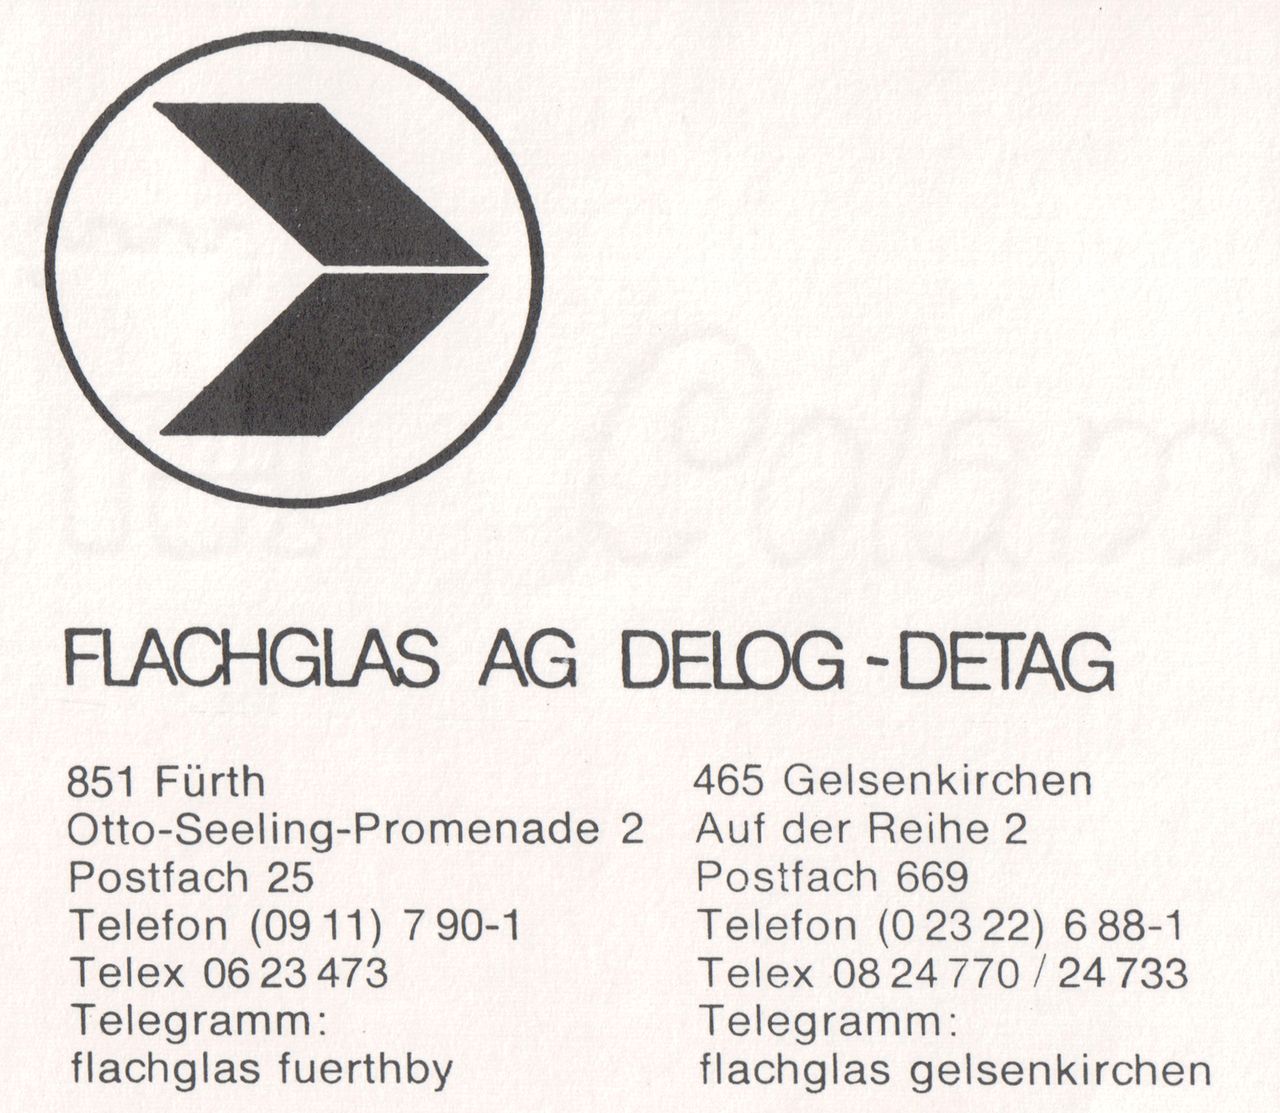 FLACHGLAS AG DELOG-DETAG
851 Fürth
Otto-Seeling-Promenade 2
Postfach 25
Telefon (09 11) 7 90-1
Telex 06 23 473
Telegramm:
flachglas fuerthby
465 Gelsenkirchen
Auf der Reihe 2
Postfach 669
Telefon (0 23 22) 6 88-1
Telex 08 24 770 / 24 733
Telegramm:
flachglas gelsenkirchen